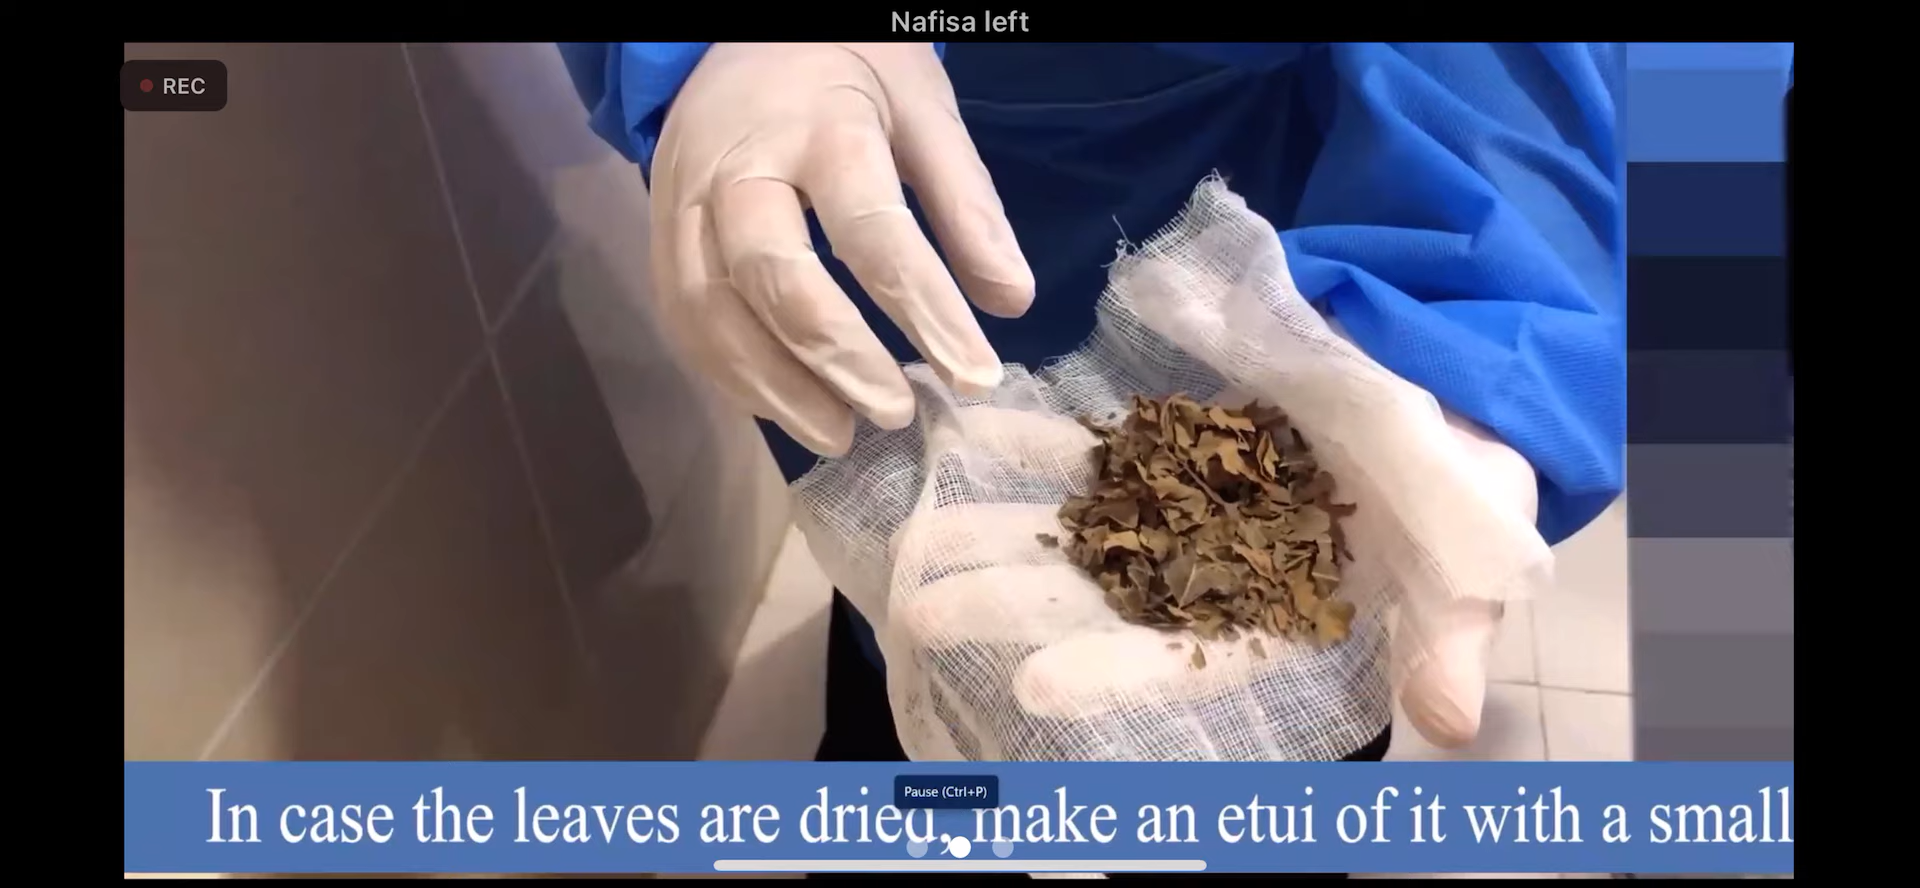 Nafisa left
REC
Pause (Ctrl+P)
In case the leaves are dried, make an etui of it with a small